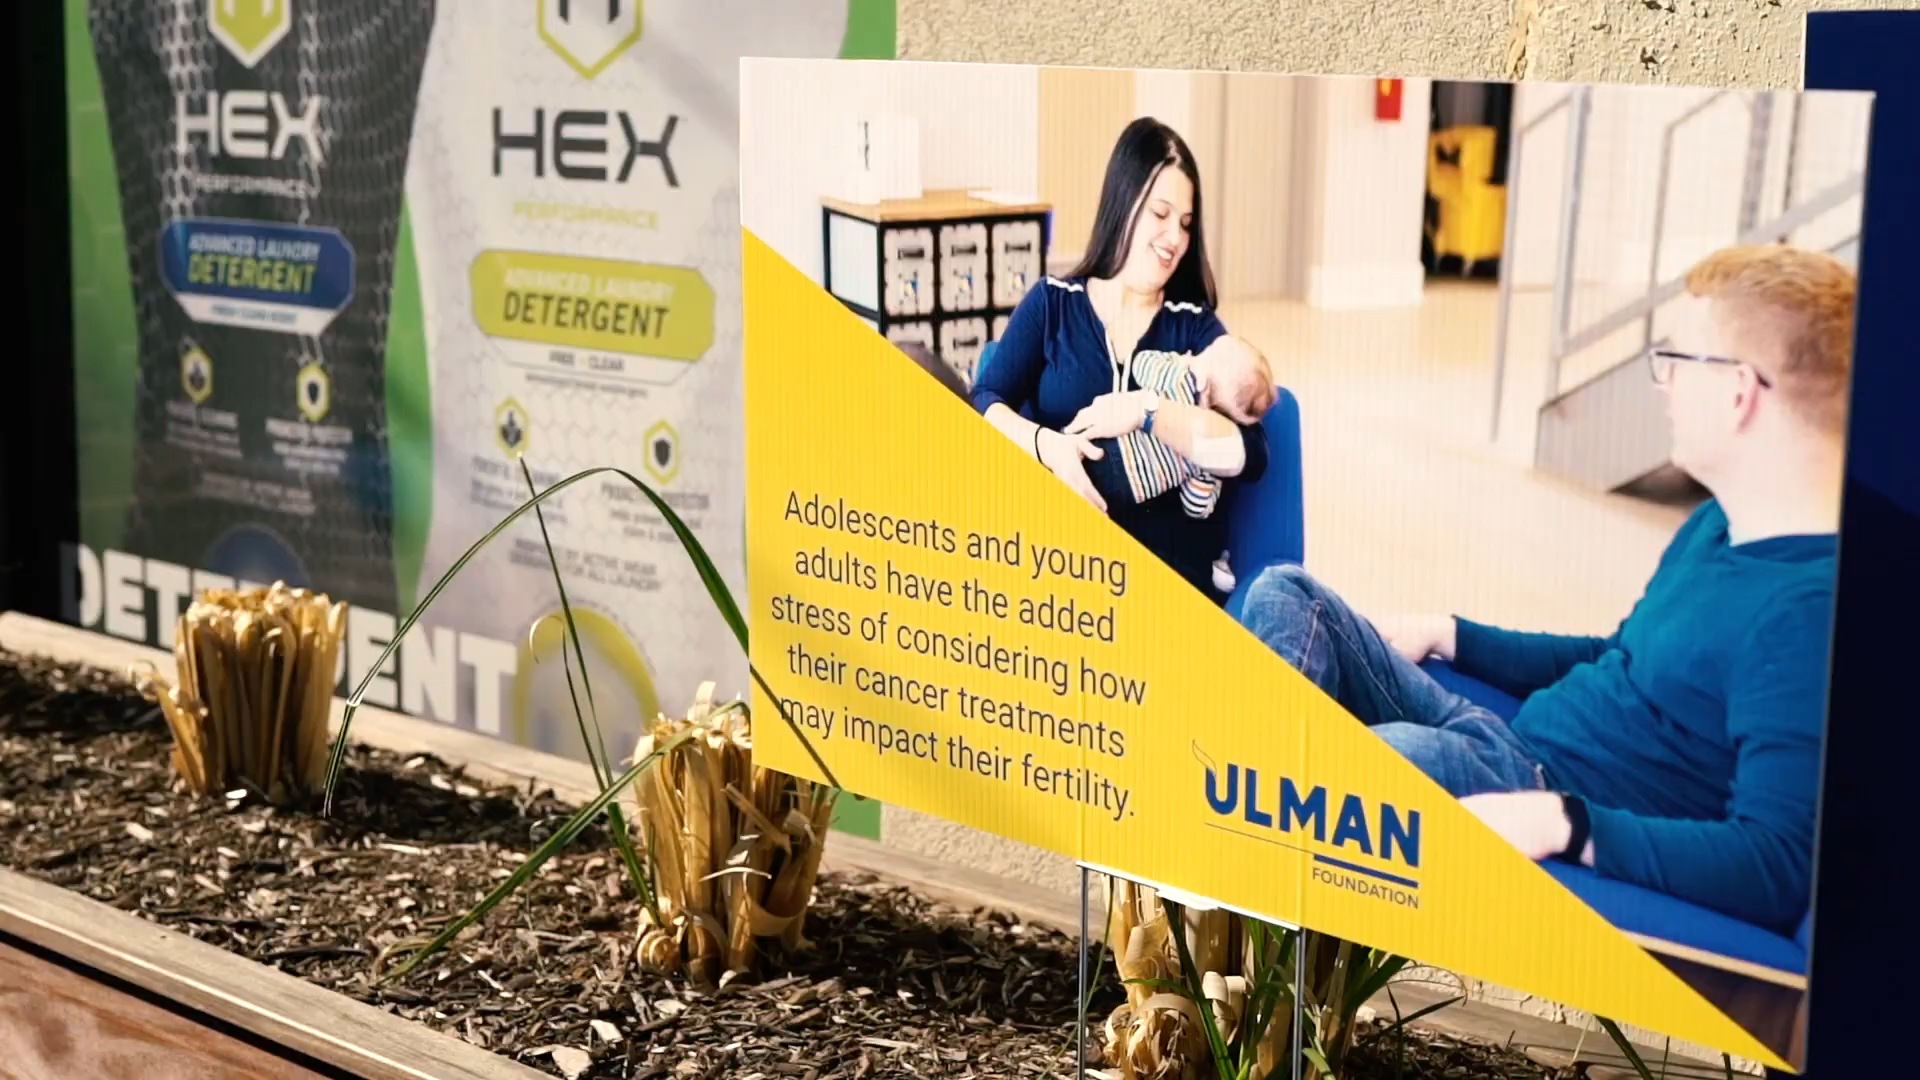 HEX
PERFORMANCE
ADVANCED LAUNDRY
DETERGENT
HEX
PERFORMANCE
ADVANCED LAUNDRY
DETERGENT
FREE + CLEAR
DETERGENT
Adolescents and young
adults have the added
stress of considering how
their cancer treatments
may impact their fertility.
ULMAN
FOUNDATION